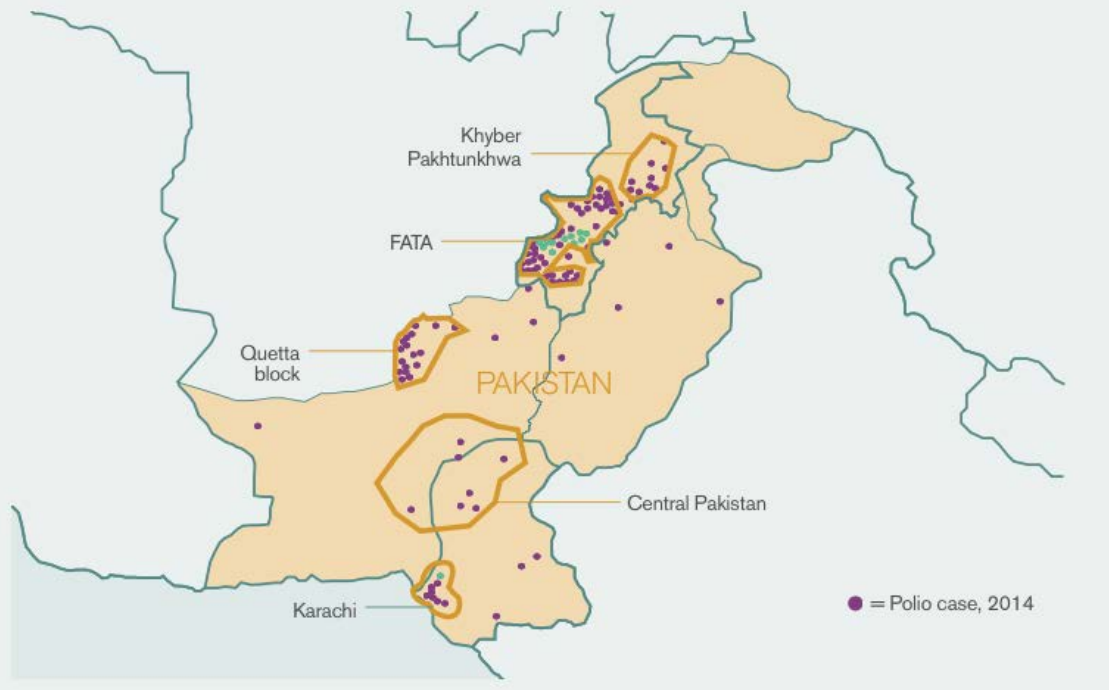 Khyber
Pakhtunkhwa
FATA
Quetta
block
PAKISTAN
Central Pakistan
Karachi
= Polio case, 2014